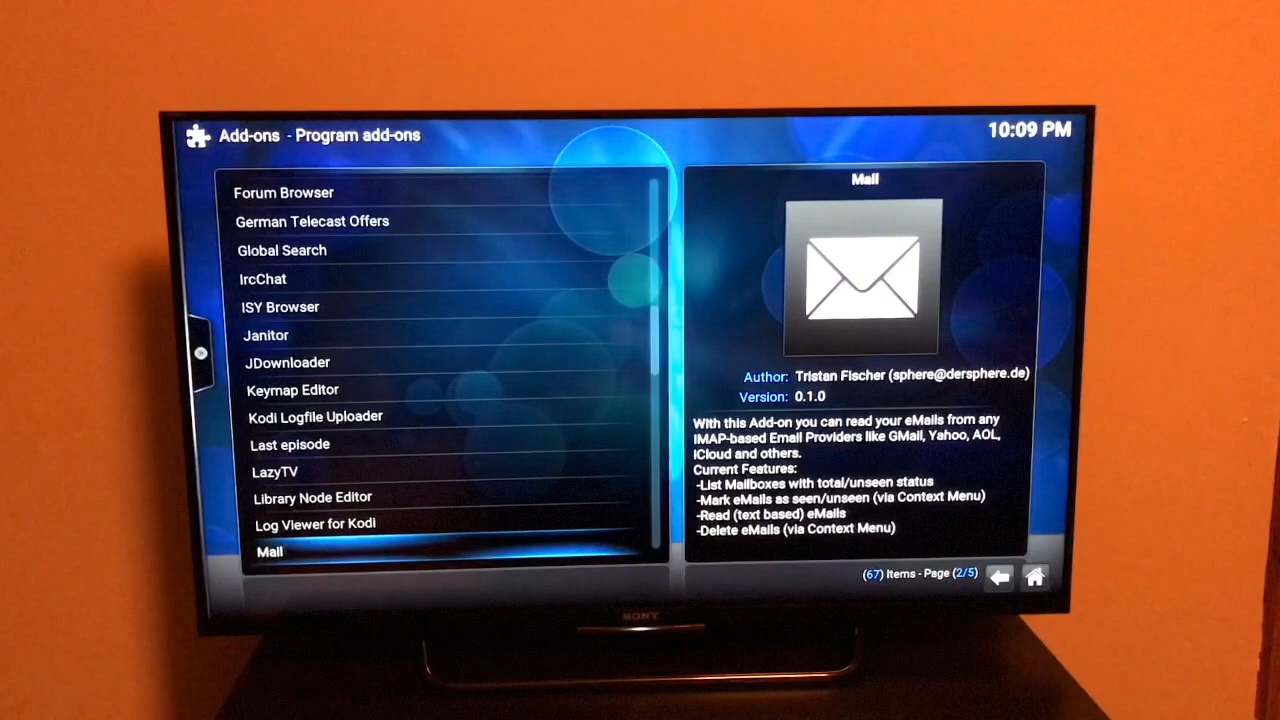 Add-ons - Program add-ons
10:09 PM
Forum Browser
German Telecast Offers
Global Search
IrcChat
ISY Browser
Janitor
JDownloader
Keymap Editor
Kodi Logfile Uploader
Last episode
LazyTV
Library Node Editor
Log Viewer for Kodi
Mail
Mail
Author: Tristan Fischer (sphere@dersphere.de)
Version: 0.1.0
With this Add-on you can read your eMails from any
IMAP-based Email Providers like GMail, Yahoo, AOL,
iCloud and others.
Current Features:
-List Mailboxes with total/unseen status
-Mark eMails as seen/unseen (via Context Menu)
-Read (text based) eMails
-Delete eMails (via Context Menu)
(67) Items - Page (2/5)
SONY